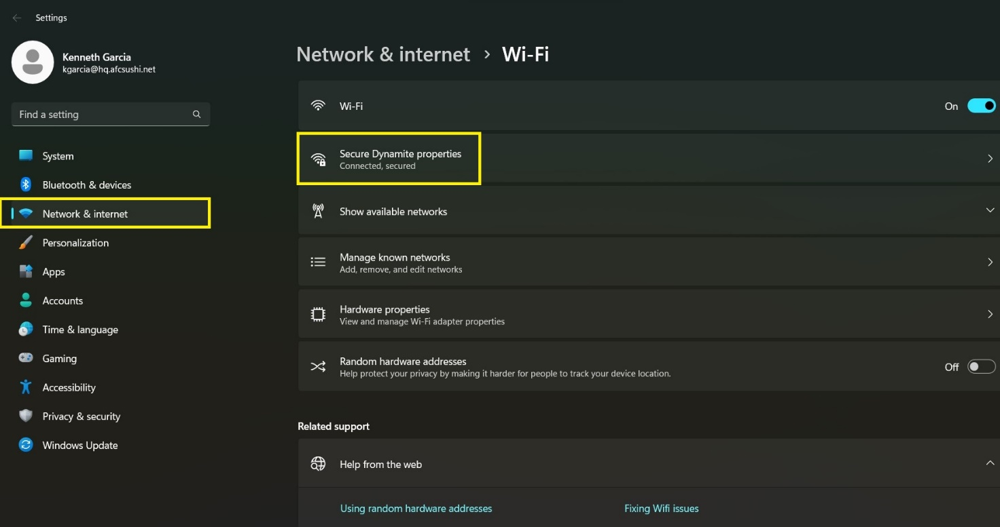 Settings
Kenneth Garcia
kgarcia@hq.afcsushi.net
Find a setting
System
Bluetooth & devices
Network & internet
Personalization
Apps
Accounts
Time & language
Gaming
Accessibility
Privacy & security
Windows Update
Network & internet > Wi-Fi
Wi-Fi
On
Secure Dynamite properties
Connected, secured
Show available networks
Manage known networks
Add, remove, and edit networks
Hardware properties
View and manage Wi-Fi adapter properties
Random hardware addresses
Help protect your privacy by making it harder for people to track your device location.
Off
Related support
Help from the web
Using random hardware addresses
Fixing Wifi issues